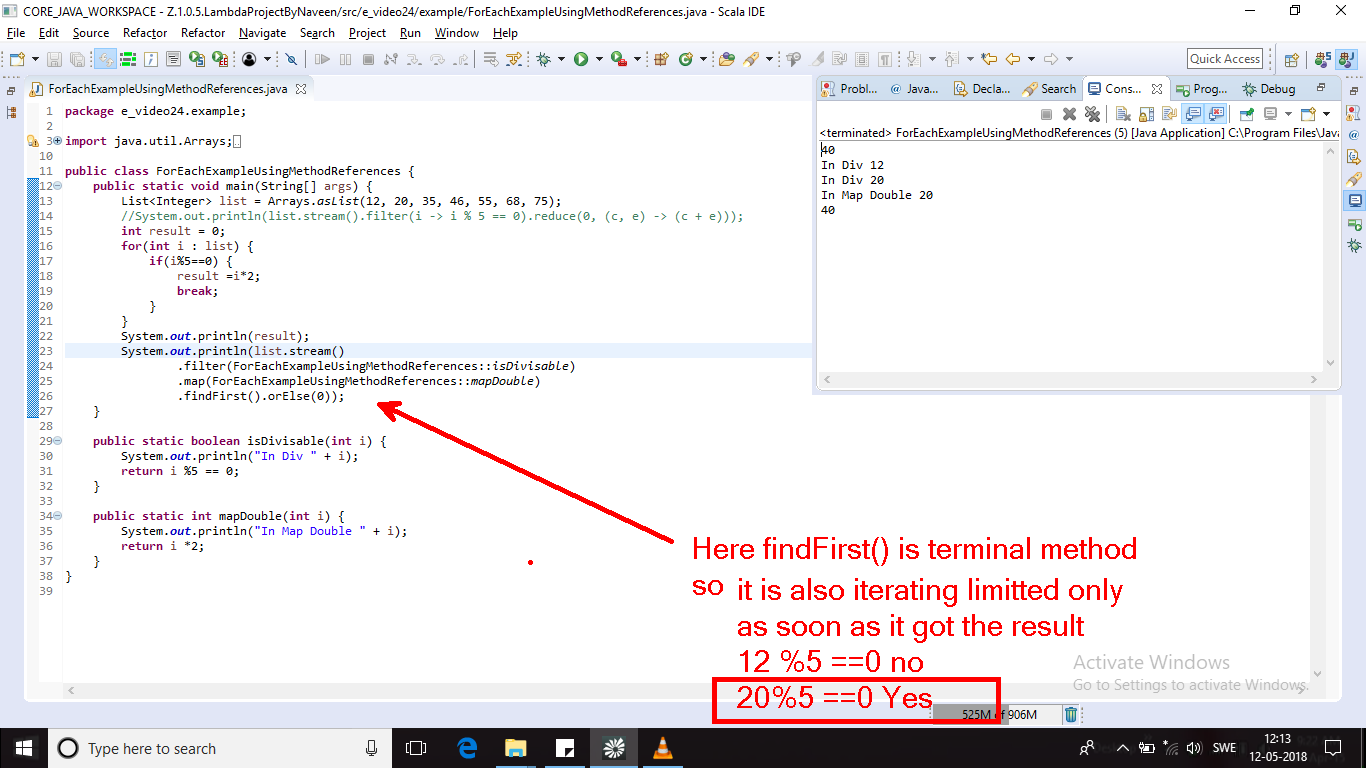 CORE_JAVA_WORKSPACE - Z.1.0.5.LambdaProjectByNaveen/src/e_video24/example/ForEachExampleUsingMethodReferences.java - Scala IDE
File Edit Source Refactor Refactor Navigate Search Project Run Window Help
Quick Access
ForEachExampleUsingMethodReferences.java
1 package e_video24.example;
2
3 import java.util.Arrays;
10
11 public class ForEachExampleUsingMethodReferences {
12 public static void main(String[] args) {
13 List<Integer> list = Arrays.asList(12, 20, 35, 46, 55, 68, 75);
14 //System.out.println(list.stream().filter(i -> i % 5 == 0).reduce(0, (c, e) -> (c + e)));
15 int result = 0;
16 for(int i : list) {
17 if(i%5==0) {
18 result =i*2;
19 break;
20 }
21 }
22 System.out.println(result);
23 System.out.println(list.stream()
24 .filter(ForEachExampleUsingMethodReferences::isDivisable)
25 .map(ForEachExampleUsingMethodReferences::mapDouble)
26 .findFirst().orElse(0));
27 }
28
29 public static boolean isDivisable(int i) {
30 System.out.println("In Div " + i);
31 return i %5 == 0;
32 }
33
34 public static int mapDouble(int i) {
35 System.out.println("In Map Double " + i);
36 return i *2;
37 }
38 }
39
Probl... Java... Decla... Search Cons... Prog... Debug
<terminated> ForEachExampleUsingMethodReferences (5) [Java Application] C:\Program Files\Java
40
In Div 12
In Div 20
In Map Double 20
40
Here findFirst() is terminal method
so it is also iterating limitted only
as soon as it got the result
12 %5 ==0 no
20%5 ==0 Yes
Activate Windows
Go to Settings to activate Windows.
525M of 906M
Type here to search
SWE
12:13
12-05-2018